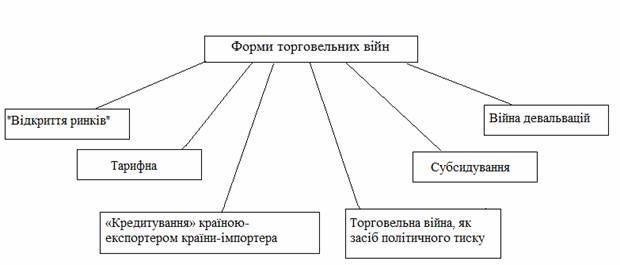 Форми торговельних війн
"Відкриття ринків"
Війна девальвацій
Тарифна
Субсидування
«Кредитування» країною-
експортером країни-імпортера
Торговельна війна, як
засіб політичного тиску